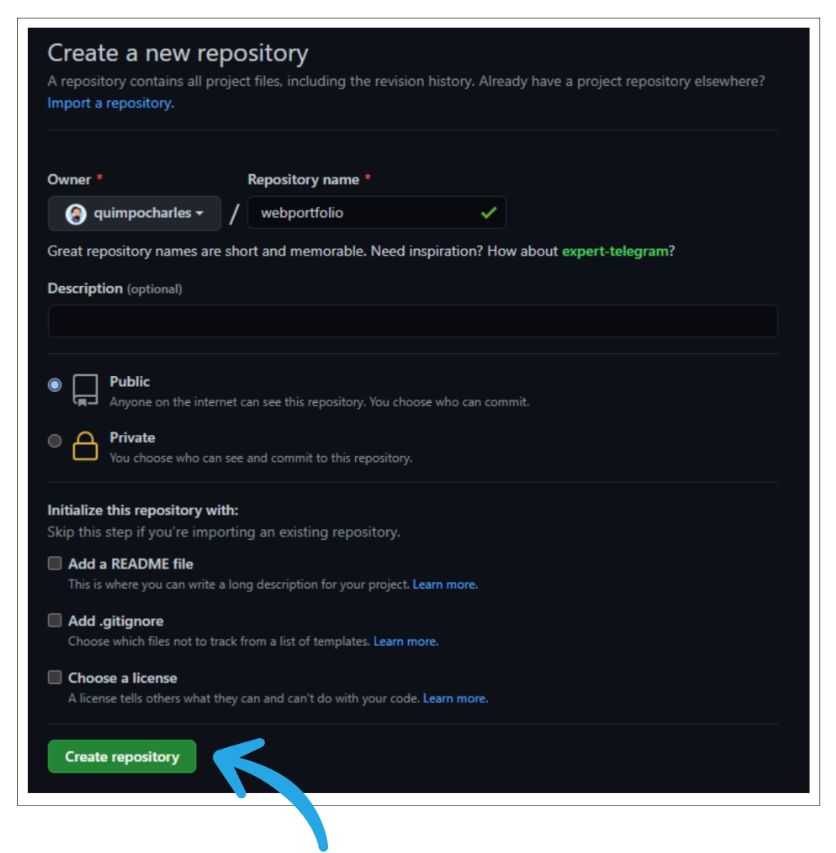 Create a new repository
A repository contains all project files, including the revision history. Already have a project repository elsewhere?
Import a repository.
Owner *
Repository name *
quimpocharles / webportfolio
Great repository names are short and memorable. Need inspiration? How about expert-telegram?
Description (optional)
Public
Anyone on the internet can see this repository. You choose who can commit.
Private
You choose who can see and commit to this repository.
Initialize this repository with:
Skip this step if you're importing an existing repository.
Add a README file
This is where you can write a long description for your project. Learn more.
Add .gitignore
Choose which files not to track from a list of templates. Learn more.
Choose a license
A license tells others what they can and can't do with your code. Learn more.
Create repository